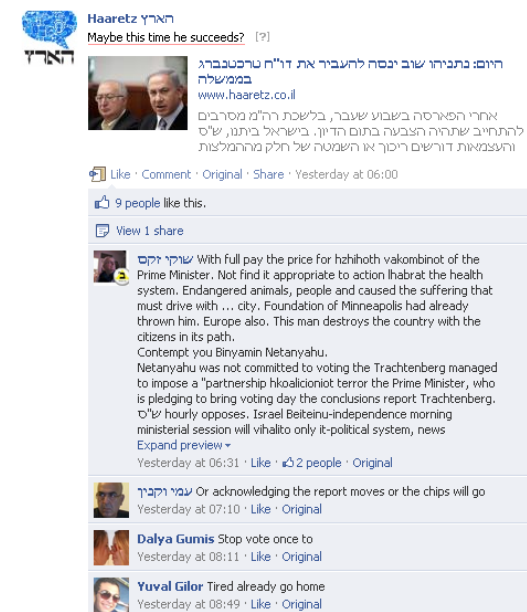 הארץ
Haaretz הארץ
Maybe this time he succeeds? [?]
היום: נתניהו שוב ינסה להעביר את דו"ח טרכטנברג
בממשלה
www.haaretz.co.il
אחרי הפארסה בשבוע שעבר, בלשכת רה"מ מסרבים
להתחייב שתהיה הצבעה בתום הדיון. בישראל ביתנו, ש"ס
והעצמאות דורשים ריכוך או השמטה של חלק מההמלצות
Like · Comment · Original · Share · Yesterday at 06:00
9 people like this.
View 1 share
שוקי זקס With full pay the price for hzhihoth vakombinot of the
Prime Minister. Not find it appropriate to action lhabrat the health
system. Endangered animals, people and caused the suffering that
must drive with ... city. Foundation of Minneapolis had already
thrown him. Europe also. This man destroys the country with the
citizens in its path.
Contempt you Binyamin Netanyahu.
Netanyahu was not committed to voting the Trachtenberg managed
to impose a "partnership hkoalicioniot terror the Prime Minister, who
is pledging to bring voting day the conclusions report Trachtenberg.
ש"ס hourly opposes. Israel Beiteinu-independence morning
ministerial session will vihalito only it-political system, news
Expand preview
Yesterday at 06:31 · Like · 2 people · Original
עמי וקנין Or acknowledging the report moves or the chips will go
Yesterday at 07:10 · Like · Original
Dalya Gumis Stop vote once to
Yesterday at 08:11 · Like · Original
Yuval Gilor Tired already go home
Yesterday at 08:49 · Like · Original